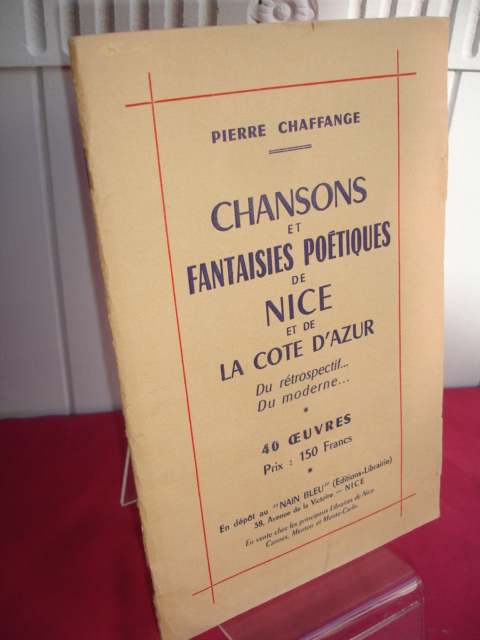 PIERRE CHAFFANGE
CHANSONS
ET
FANTAISIES POÉTIQUES
DE
NICE
ET DE
LA COTE D'AZUR
Du rétrospectif...
Du moderne...
*
40 ŒUVRES
Prix : 150 Francs
*
En dépôt au "NAIN BLEU" (Editions-Librairie)
58, Avenue de la Victoire — NICE
En vente chez les principaux Libraires de Nice
Cannes, Menton et Monte-Carlo.